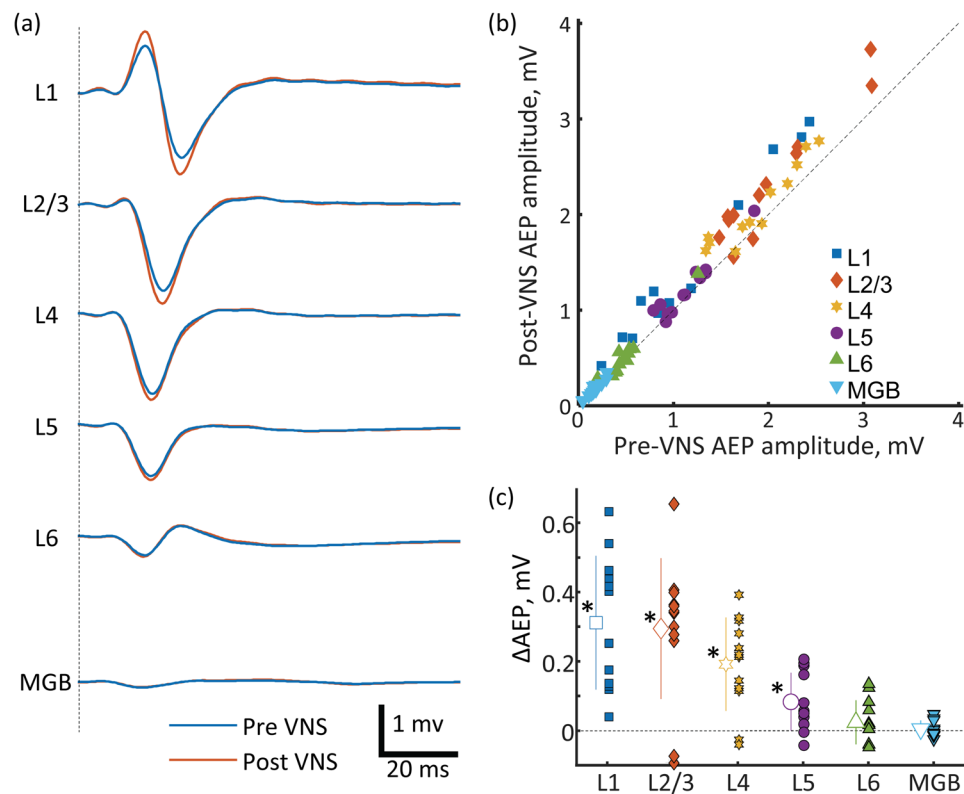 (a)
L1
L2/3
L4
L5
L6
MGB
Pre VNS
Post VNS
1 mv
20 ms
(b)
Post-VNS AEP amplitude, mV
4
3
2
1
0
0 1 2 3 4
Pre-VNS AEP amplitude, mV
L1
L2/3
L4
L5
L6
MGB
(c)
ΔAEP, mV
0.6
0.4
0.2
0
*
*
*
*
L1 L2/3 L4 L5 L6 MGB